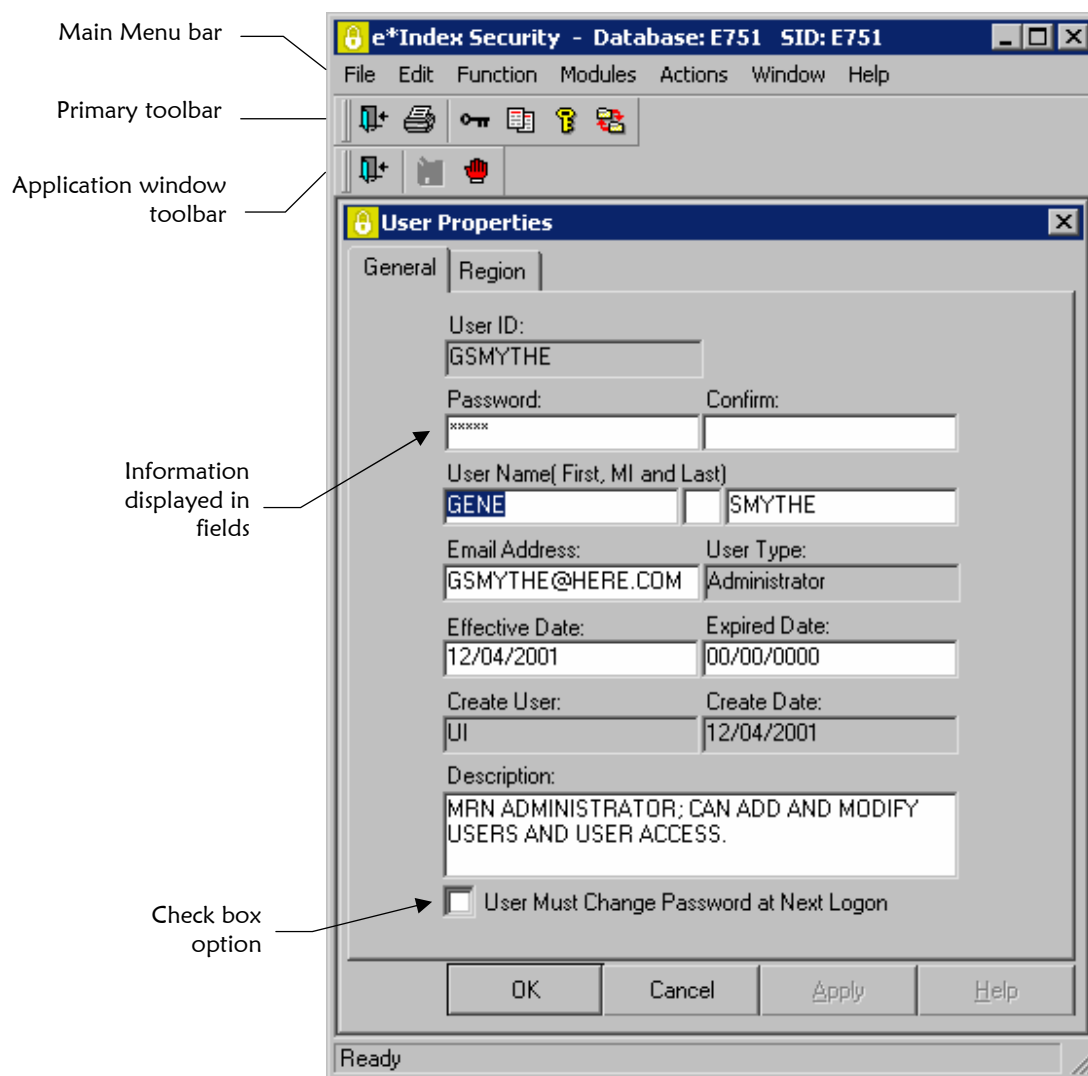 Main Menu bar
e*Index Security - Database: E751 SID: E751
File Edit Function Modules Actions Window Help
Primary toolbar
Application window
toolbar
User Properties
General Region
User ID:
GSMYTHE
Password: Confirm:
*****
Information
displayed in
fields
User Name( First, MI and Last)
GENE SMYTHE
Email Address: User Type:
GSMYTHE@HERE.COM Administrator
Effective Date: Expired Date:
12/04/2001 00/00/0000
Create User: Create Date:
UI 12/04/2001
Description:
MRN ADMINISTRATOR; CAN ADD AND MODIFY
USERS AND USER ACCESS.
Check box
option
User Must Change Password at Next Logon
OK Cancel Apply Help
Ready